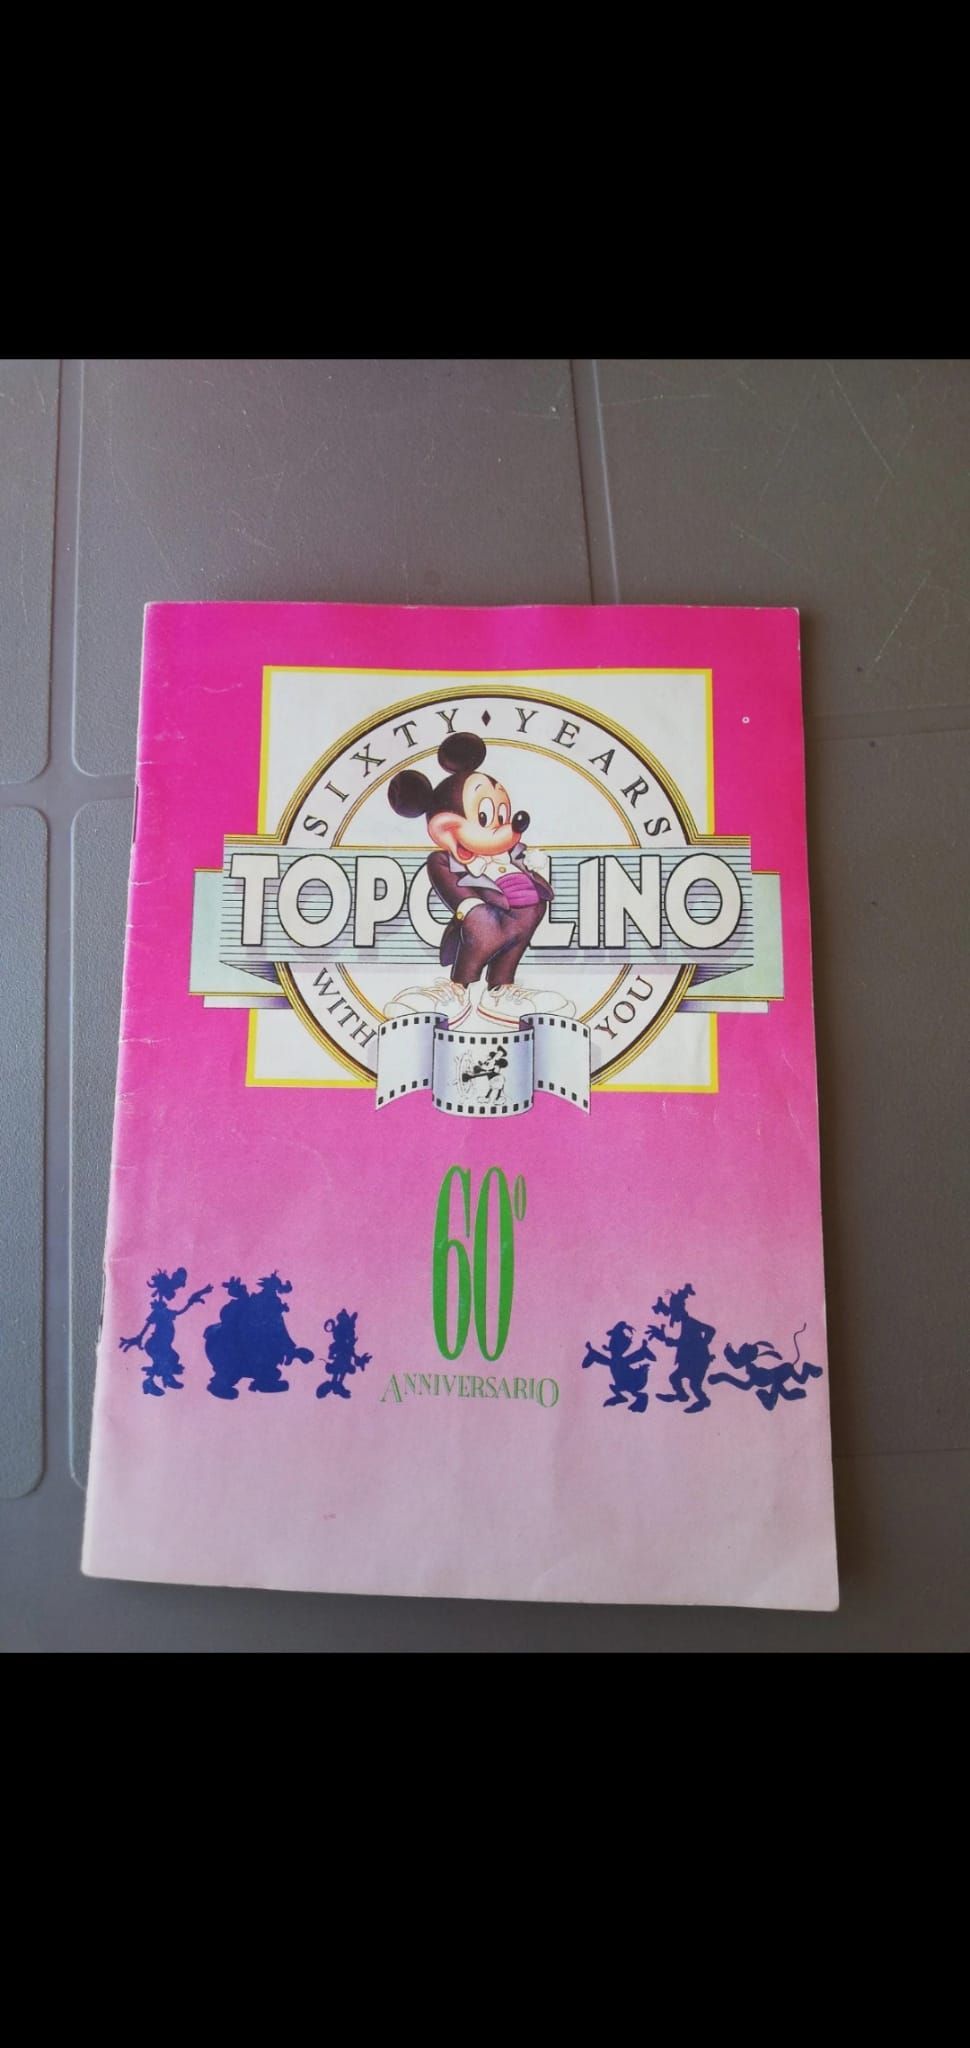 SIXTY • YEARS
TOPOLINO
WITH YOU
60°
ANNIVERSARIO